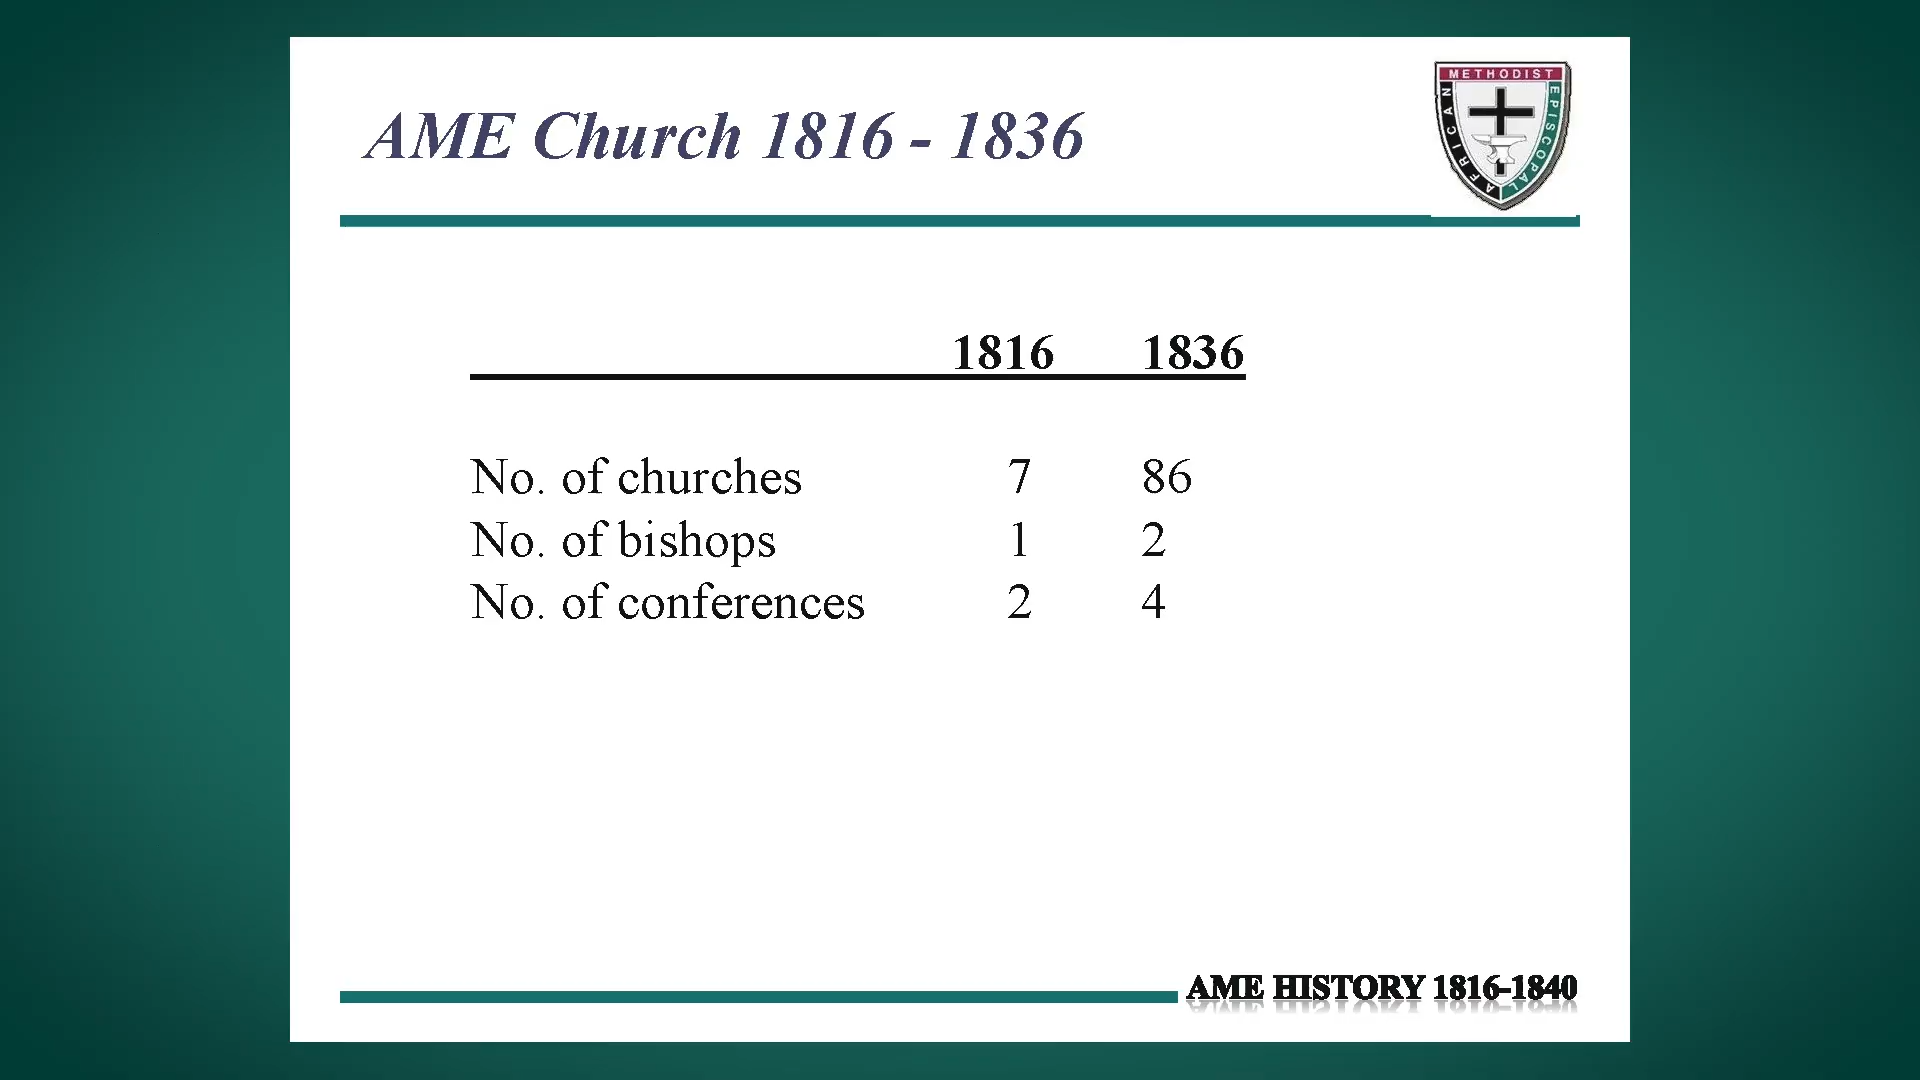 AME Church 1816 - 1836
AFRICAN METHODIST EPISCOPAL
1816 1836
No. of churches 7 86
No. of bishops 1 2
No. of conferences 2 4
AME HISTORY 1816-1840